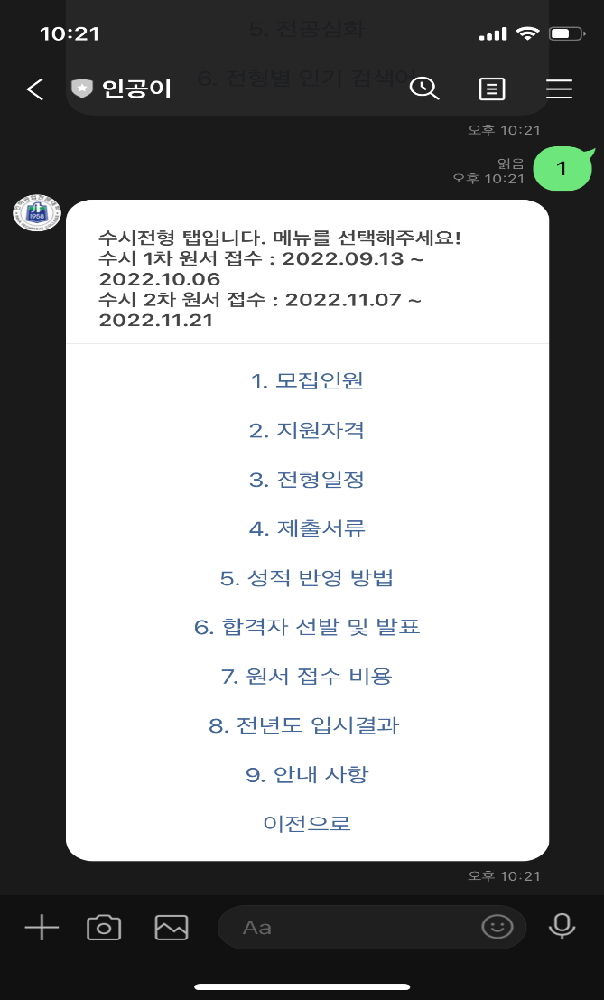 10:21
5. 전공심화
인공이
6. 전형별 인기 검색어
오후 10:21
읽음
오후 10:21
1
1958
수시전형 탭입니다. 메뉴를 선택해주세요!
수시 1차 원서 접수 : 2022.09.13 ~
2022.10.06
수시 2차 원서 접수 : 2022.11.07 ~
2022.11.21
1. 모집인원
2. 지원자격
3. 전형일정
4. 제출서류
5. 성적 반영 방법
6. 합격자 선발 및 발표
7. 원서 접수 비용
8. 전년도 입시결과
9. 안내 사항
이전으로
오후 10:21
Aa